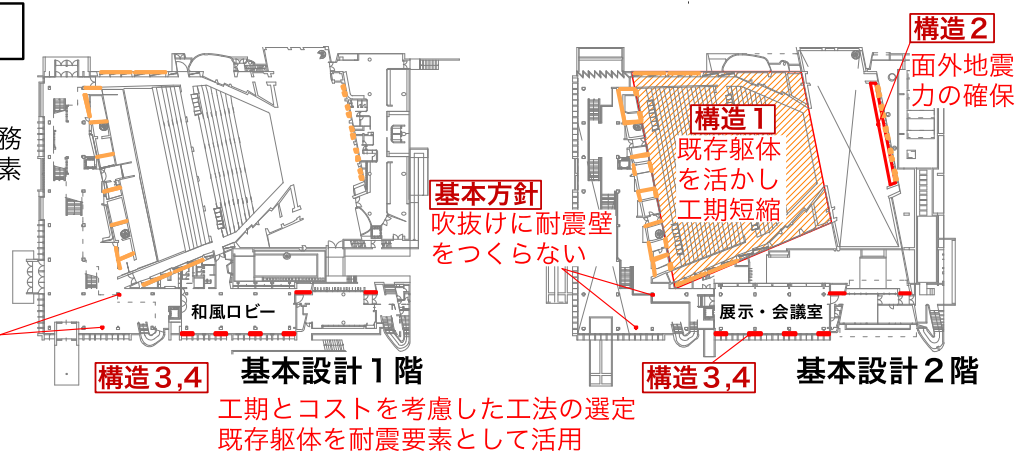 務
素
構造2
面外地震
力の確保
構造1
既存躯体
を活かし
工期短縮
基本方針
吹抜けに耐震壁
をつくらない
和風ロビー
展示・会議室
構造3,4
基本設計1階
構造3,4
基本設計2階
工期とコストを考慮した工法の選定
既存躯体を耐震要素として活用